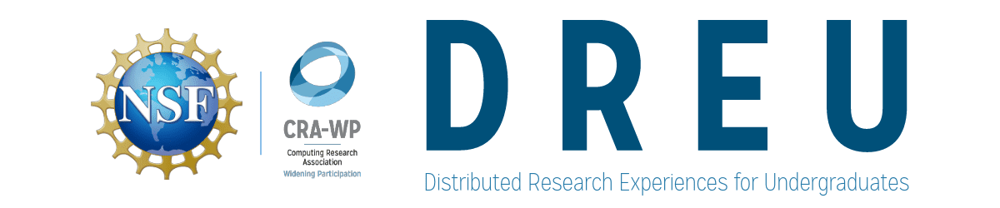 NSF
CRA-WP
Computing Research
Association
Widening Participation
DREU
Distributed Research Experiences for Undergraduates